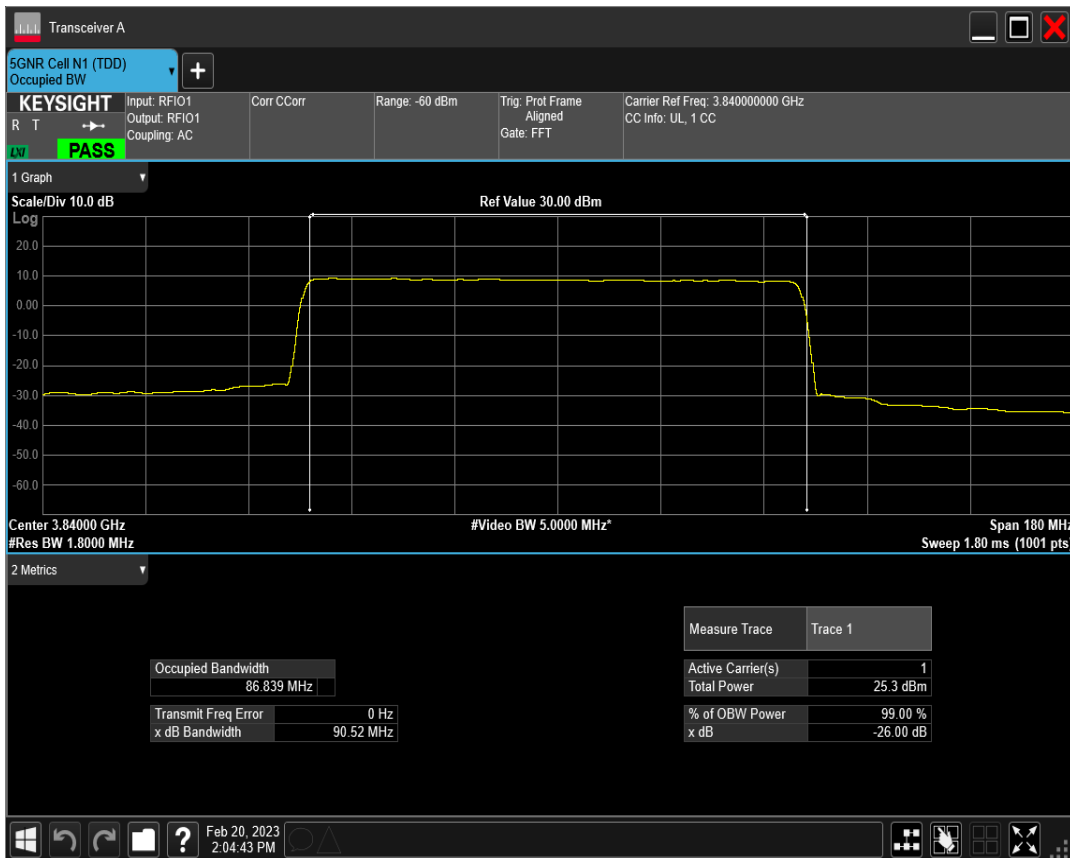 Transceiver A
5GNR Cell N1 (TDD)
Occupied BW
+
KEYSIGHT
R T
LXI
PASS
Input: RFIO1
Output: RFIO1
Coupling: AC
Corr CCorr
Range: -60 dBm
Trig: Prot Frame
Aligned
Gate: FFT
Carrier Ref Freq: 3.840000000 GHz
CC Info: UL, 1 CC
1 Graph
Scale/Div 10.0 dB
Ref Value 30.00 dBm
Log
20.0
10.0
0.00
-10.0
-20.0
-30.0
-40.0
-50.0
-60.0
Center 3.84000 GHz
#Video BW 5.0000 MHz*
Span 180 MHz
#Res BW 1.8000 MHz
Sweep 1.80 ms (1001 pts)
2 Metrics
Measure Trace Trace 1
Occupied Bandwidth
86.839 MHz
Active Carrier(s) 1
Total Power 25.3 dBm
Transmit Freq Error 0 Hz
x dB Bandwidth 90.52 MHz
% of OBW Power 99.00 %
x dB -26.00 dB
?
Feb 20, 2023
2:04:43 PM